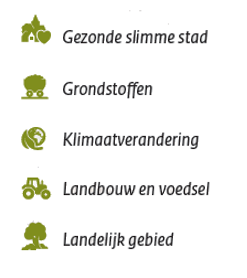 Gezonde slimme stad
Grondstoffen
Klimaatverandering
Landbouw en voedsel
Landelijk gebied